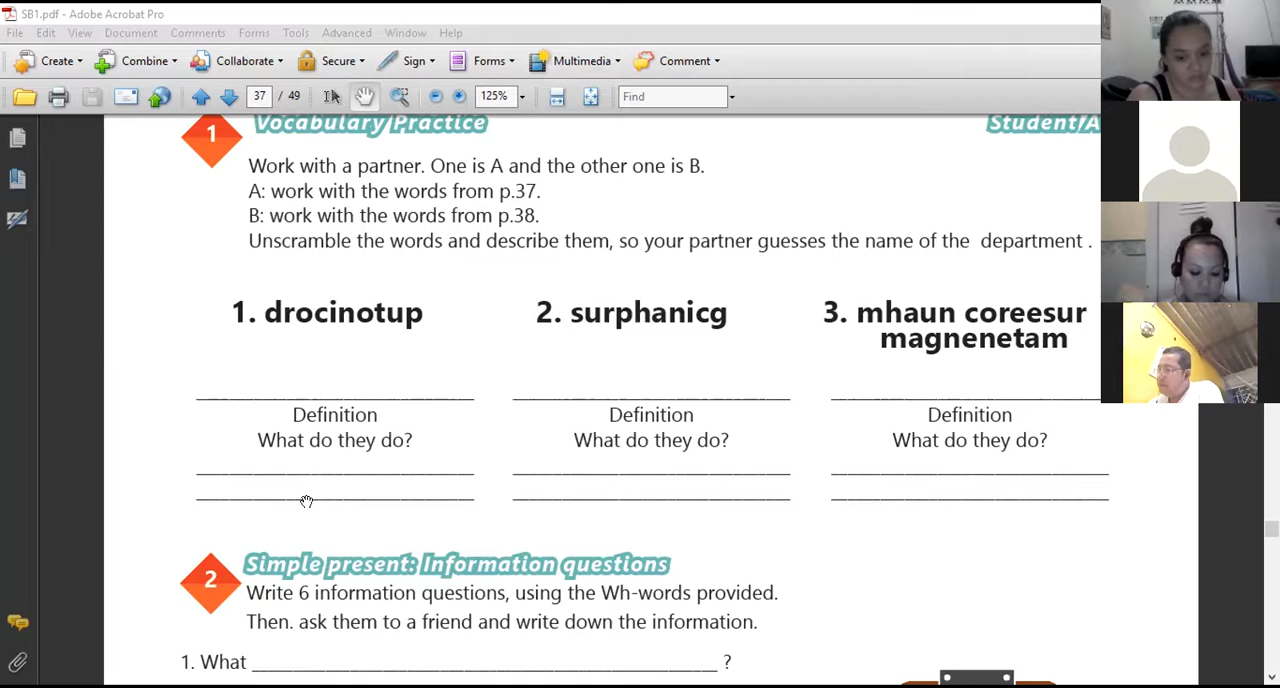 SB1.pdf - Adobe Acrobat Pro
File Edit View Document Comments Forms Tools Advanced Window Help
Create Combine Collaborate Secure Sign Forms Multimedia Comment
37 / 49 125% Find
1 Vocabulary Practice Student/A
Work with a partner. One is A and the other one is B.
A: work with the words from p.37.
B: work with the words from p.38.
Unscramble the words and describe them, so your partner guesses the name of the department .
1. drocinotup 2. surphanicg 3. mhaun coreesur
magnenetam
Definition Definition Definition
What do they do? What do they do? What do they do?
2 Simple present: Information questions
Write 6 information questions, using the Wh-words provided.
Then. ask them to a friend and write down the information.
1. What ?